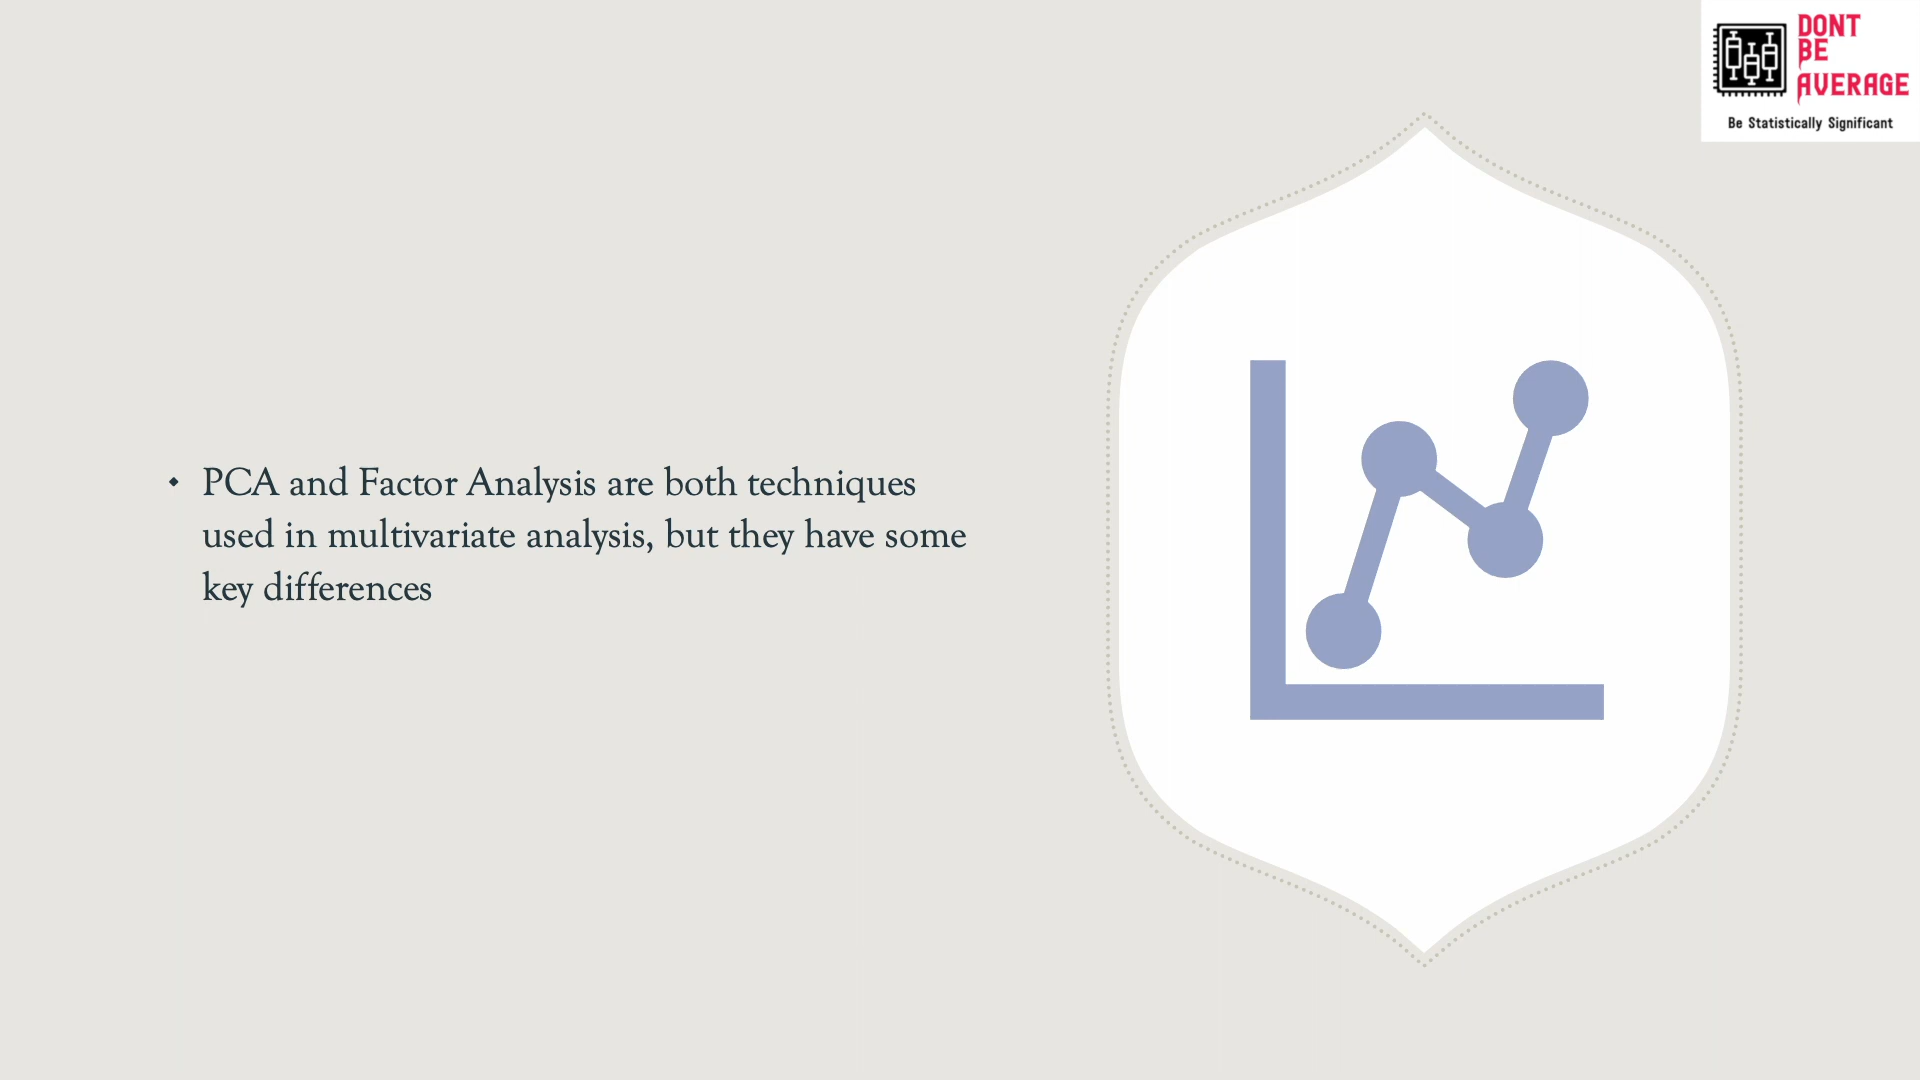 DONT
BE
AVERAGE
Be Statistically Significant
• PCA and Factor Analysis are both techniques
used in multivariate analysis, but they have some
key differences